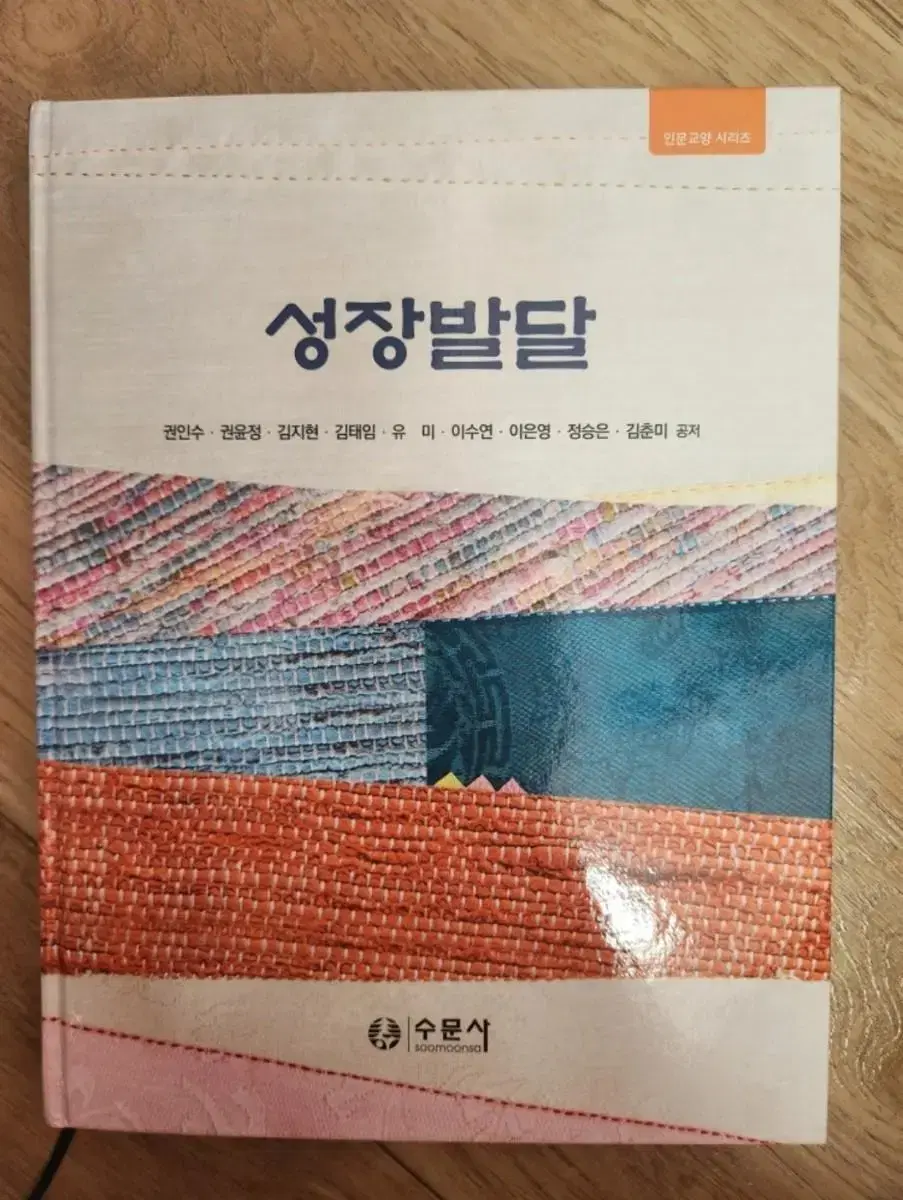 인문교양 시리즈
성장발달
권인수 · 권윤정 · 김지현 · 김태임 · 유 미 · 이수연 · 이은영 · 정승은 · 김춘미 공저
수문사
soomoonsa